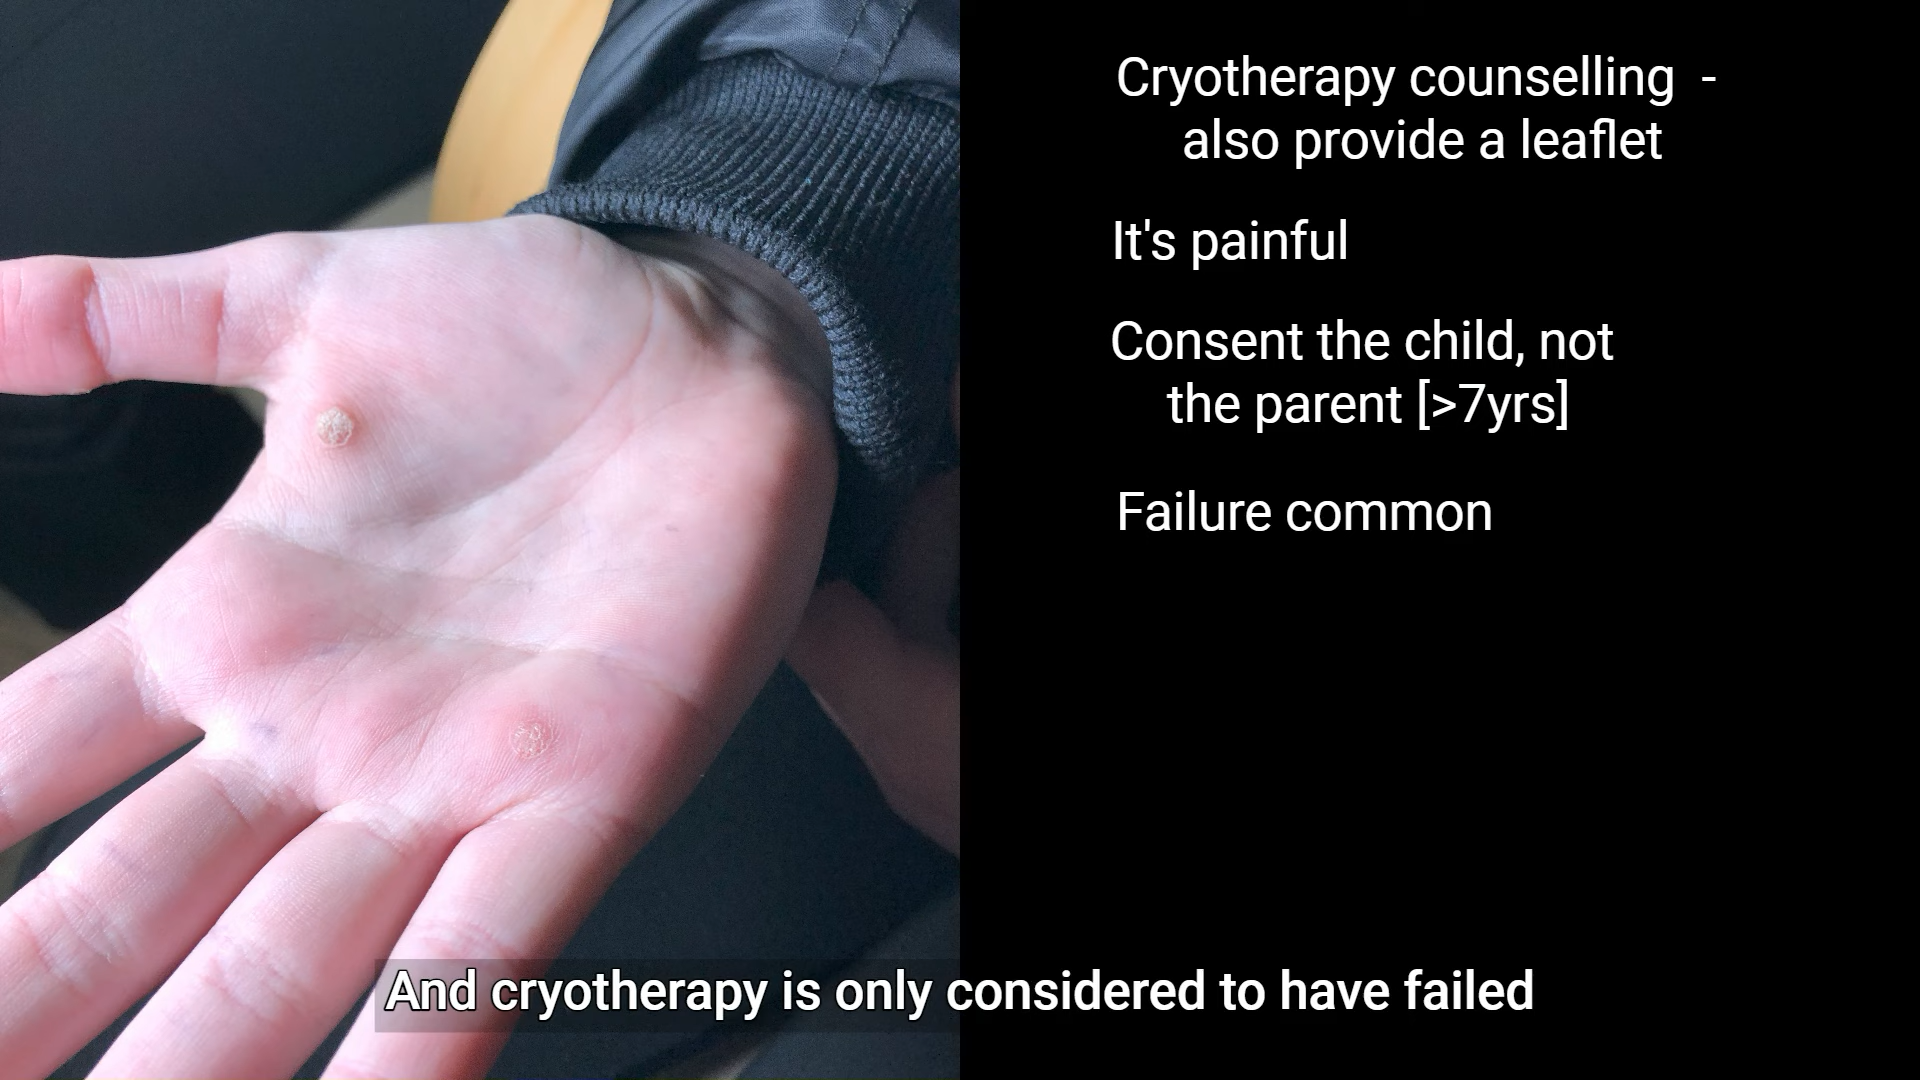 Cryotherapy counselling -
also provide a leaflet
It's painful
Consent the child, not
the parent [>7yrs]
Failure common
And cryotherapy is only considered to have failed